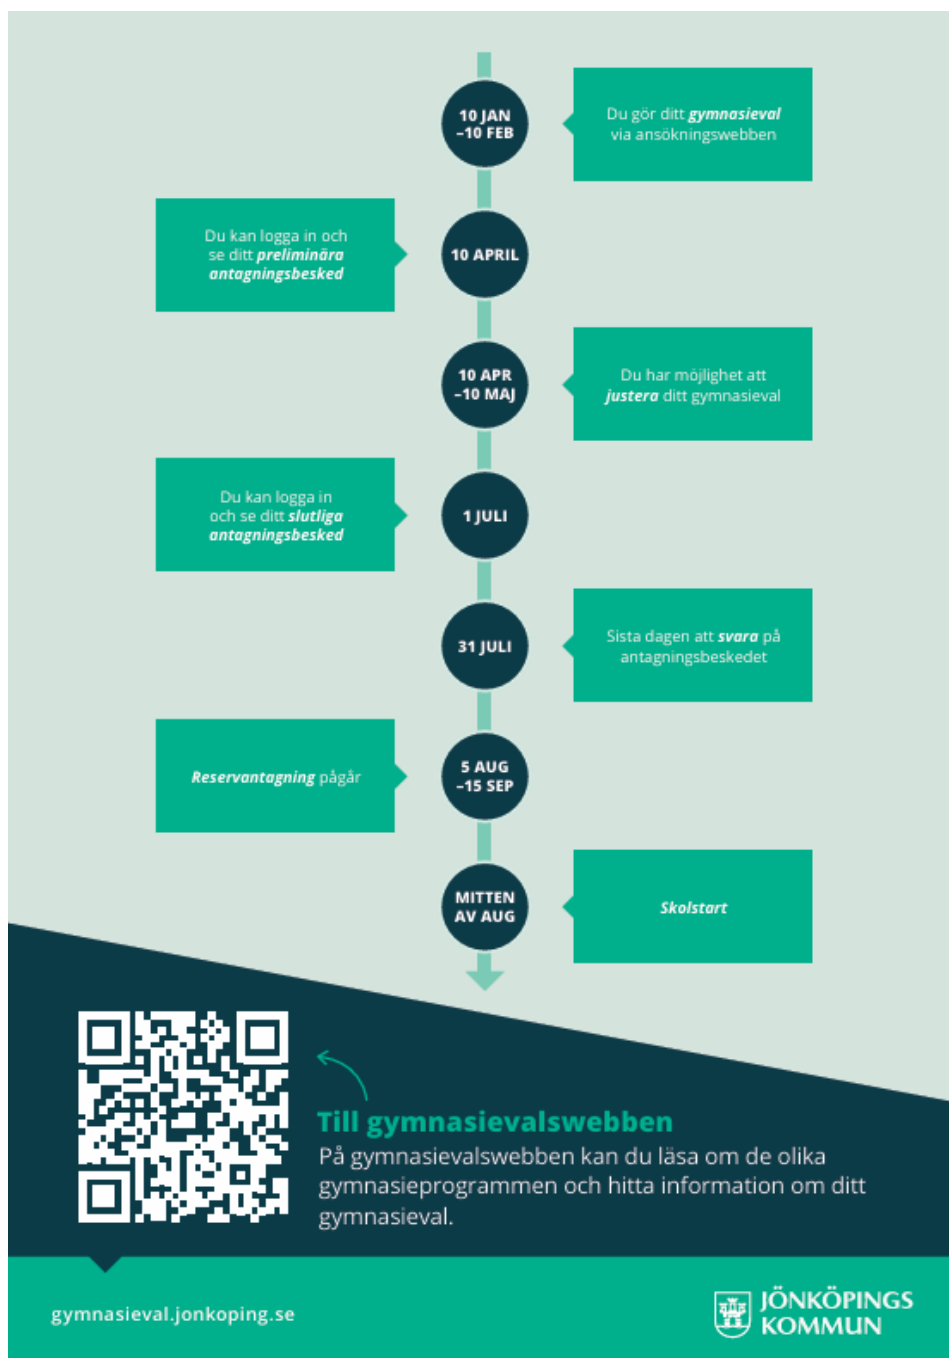 10 JAN
–10 FEB
Du gör ditt gymnasieval
via ansökningswebben
Du kan logga in och
se ditt preliminära
antagningsbesked
10 APRIL
10 APR
–10 MAJ
Du har möjlighet att
justera ditt gymnasieval
Du kan logga in
och se ditt slutliga
antagningsbesked
1 JULI
31 JULI
Sista dagen att svara på
antagningsbeskedet
Reservantagning pågår
5 AUG
–15 SEP
MITTEN
AV AUG
Skolstart
Till gymnasievalswebben
På gymnasievalswebben kan du läsa om de olika
gymnasieprogrammen och hitta information om ditt
gymnasieval.
gymnasieval.jonkoping.se
JÖNKÖPINGS
KOMMUN